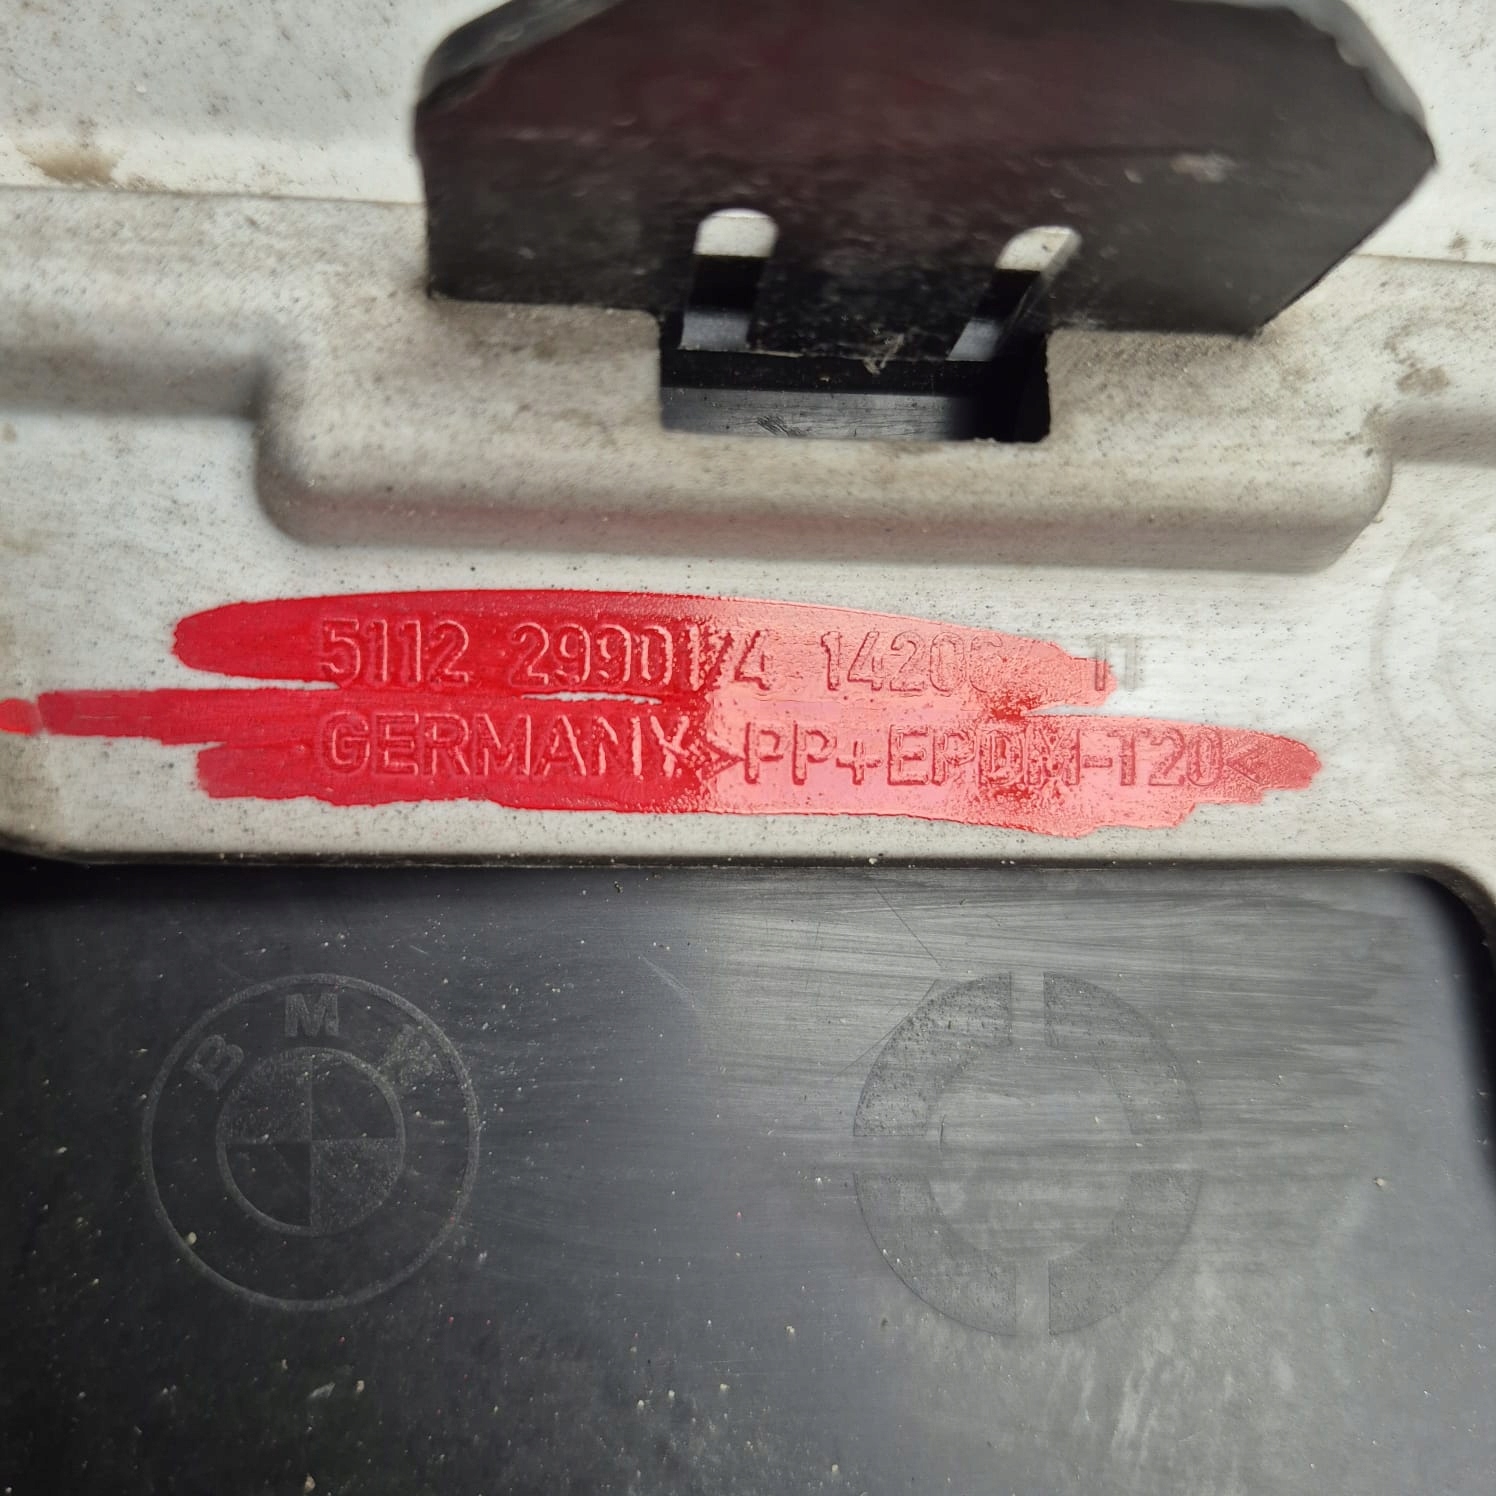 5112 2990174
GERMANY >PP+EPDM-T20<
BMW